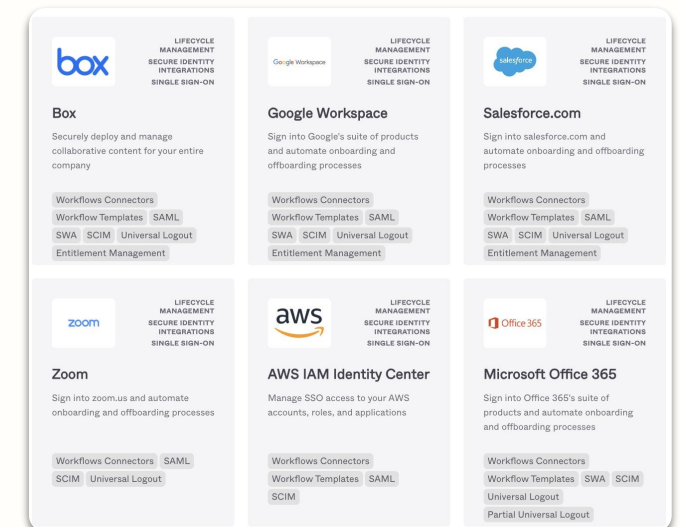 box
LIFECYCLE
MANAGEMENT
SECURE IDENTITY
INTEGRATIONS
SINGLE SIGN-ON
Box
Securely deploy and manage
collaborative content for your entire
company
Workflows Connectors
Workflow Templates SAML
SWA SCIM Universal Logout
Entitlement Management
Google Workspace
LIFECYCLE
MANAGEMENT
SECURE IDENTITY
INTEGRATIONS
SINGLE SIGN-ON
Google Workspace
Sign into Google's suite of products
and automate onboarding and
offboarding processes
Workflows Connectors
Workflow Templates SAML
SWA SCIM Universal Logout
Entitlement Management
salesforce
LIFECYCLE
MANAGEMENT
SECURE IDENTITY
INTEGRATIONS
SINGLE SIGN-ON
Salesforce.com
Sign into salesforce.com and
automate onboarding and offboarding
processes
Workflows Connectors
Workflow Templates SAML
SWA SCIM Universal Logout
Entitlement Management
zoom
LIFECYCLE
MANAGEMENT
SECURE IDENTITY
INTEGRATIONS
SINGLE SIGN-ON
Zoom
Sign into zoom.us and automate
onboarding and offboarding processes
Workflows Connectors SAML
SCIM Universal Logout
aws
LIFECYCLE
MANAGEMENT
SECURE IDENTITY
INTEGRATIONS
SINGLE SIGN-ON
AWS IAM Identity Center
Manage SSO access to your AWS
accounts, roles, and applications
Workflows Connectors
Workflow Templates SAML
SCIM
Office 365
LIFECYCLE
MANAGEMENT
SECURE IDENTITY
INTEGRATIONS
SINGLE SIGN-ON
Microsoft Office 365
Sign into Office 365's suite of
products and automate onboarding
and offboarding processes
Workflows Connectors
Workflow Templates SWA SCIM
Universal Logout
Partial Universal Logout